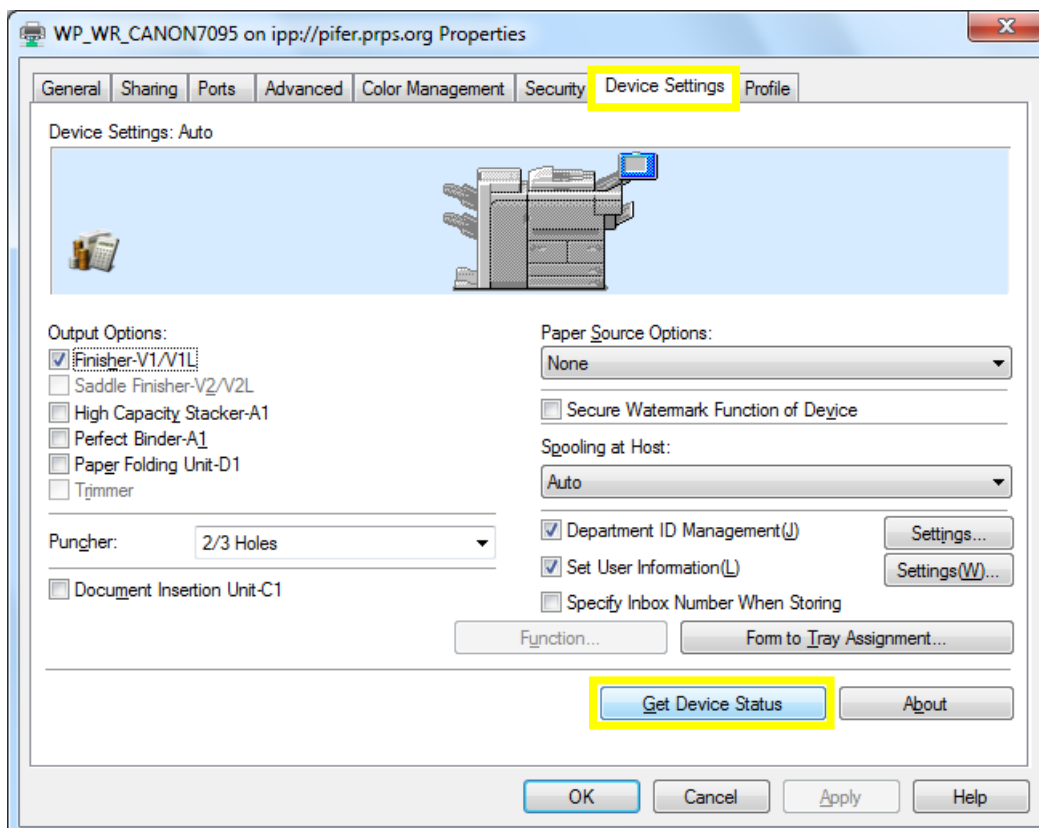 WP_WR_CANON7095 on ipp://pifer.prps.org Properties
General Sharing Ports Advanced Color Management Security Device Settings Profile
Device Settings: Auto
Output Options:
Finisher-V1/V1L
Saddle Finisher-V2/V2L
High Capacity Stacker-A1
Perfect Binder-A1
Paper Folding Unit-D1
Trimmer
Puncher: 2/3 Holes
Document Insertion Unit-C1
Paper Source Options:
None
Secure Watermark Function of Device
Spooling at Host:
Auto
Department ID Management(J) Settings...
Set User Information(L) Settings(W)...
Specify Inbox Number When Storing
Function... Form to Tray Assignment...
Get Device Status About
OK Cancel Apply Help